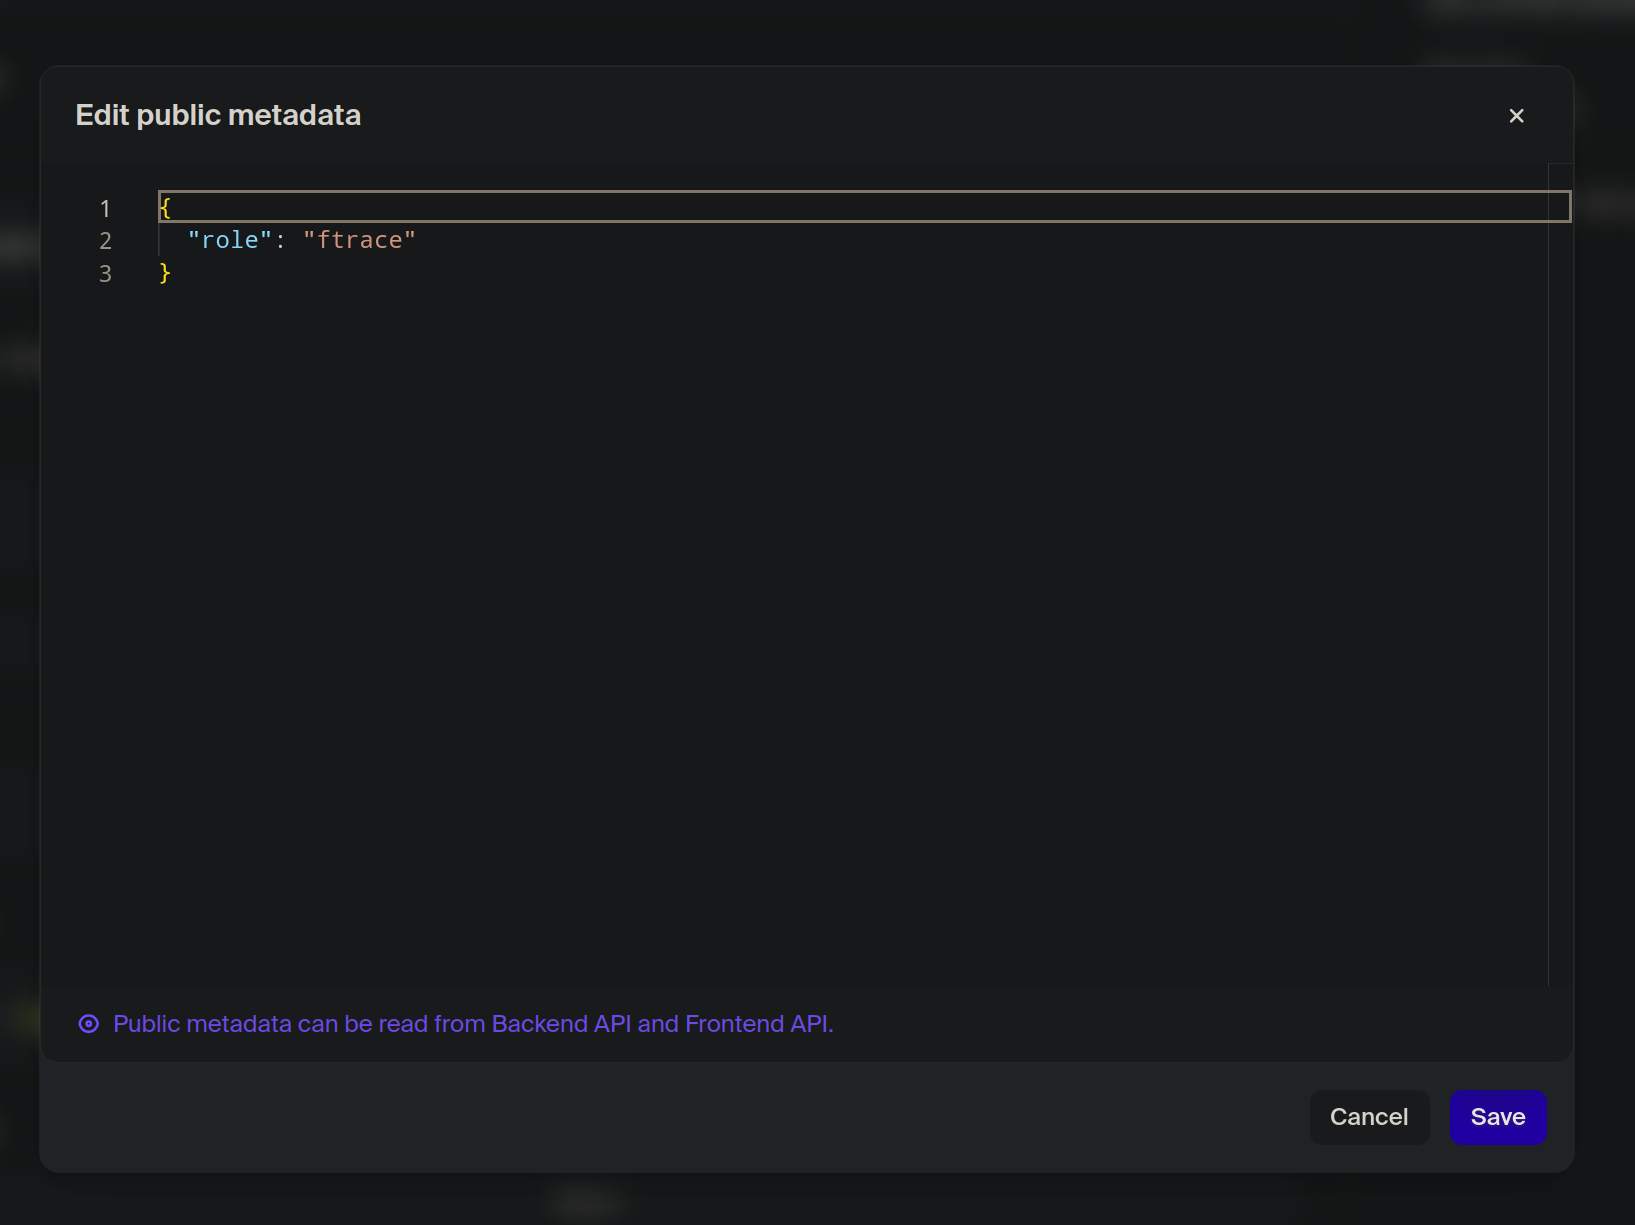 Edit public metadata
1 {
2 "role": "ftrace"
3 }
Public metadata can be read from Backend API and Frontend API.
Cancel Save